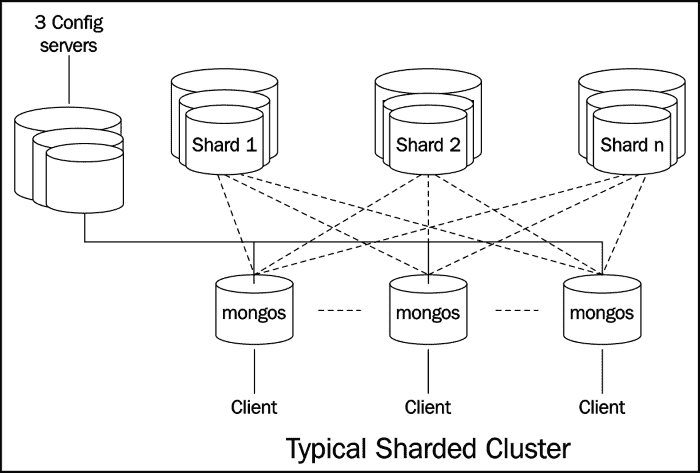 3 Config
servers
Shard 1
Shard 2
Shard n
mongos
mongos
mongos
Client
Client
Client
Typical Sharded Cluster